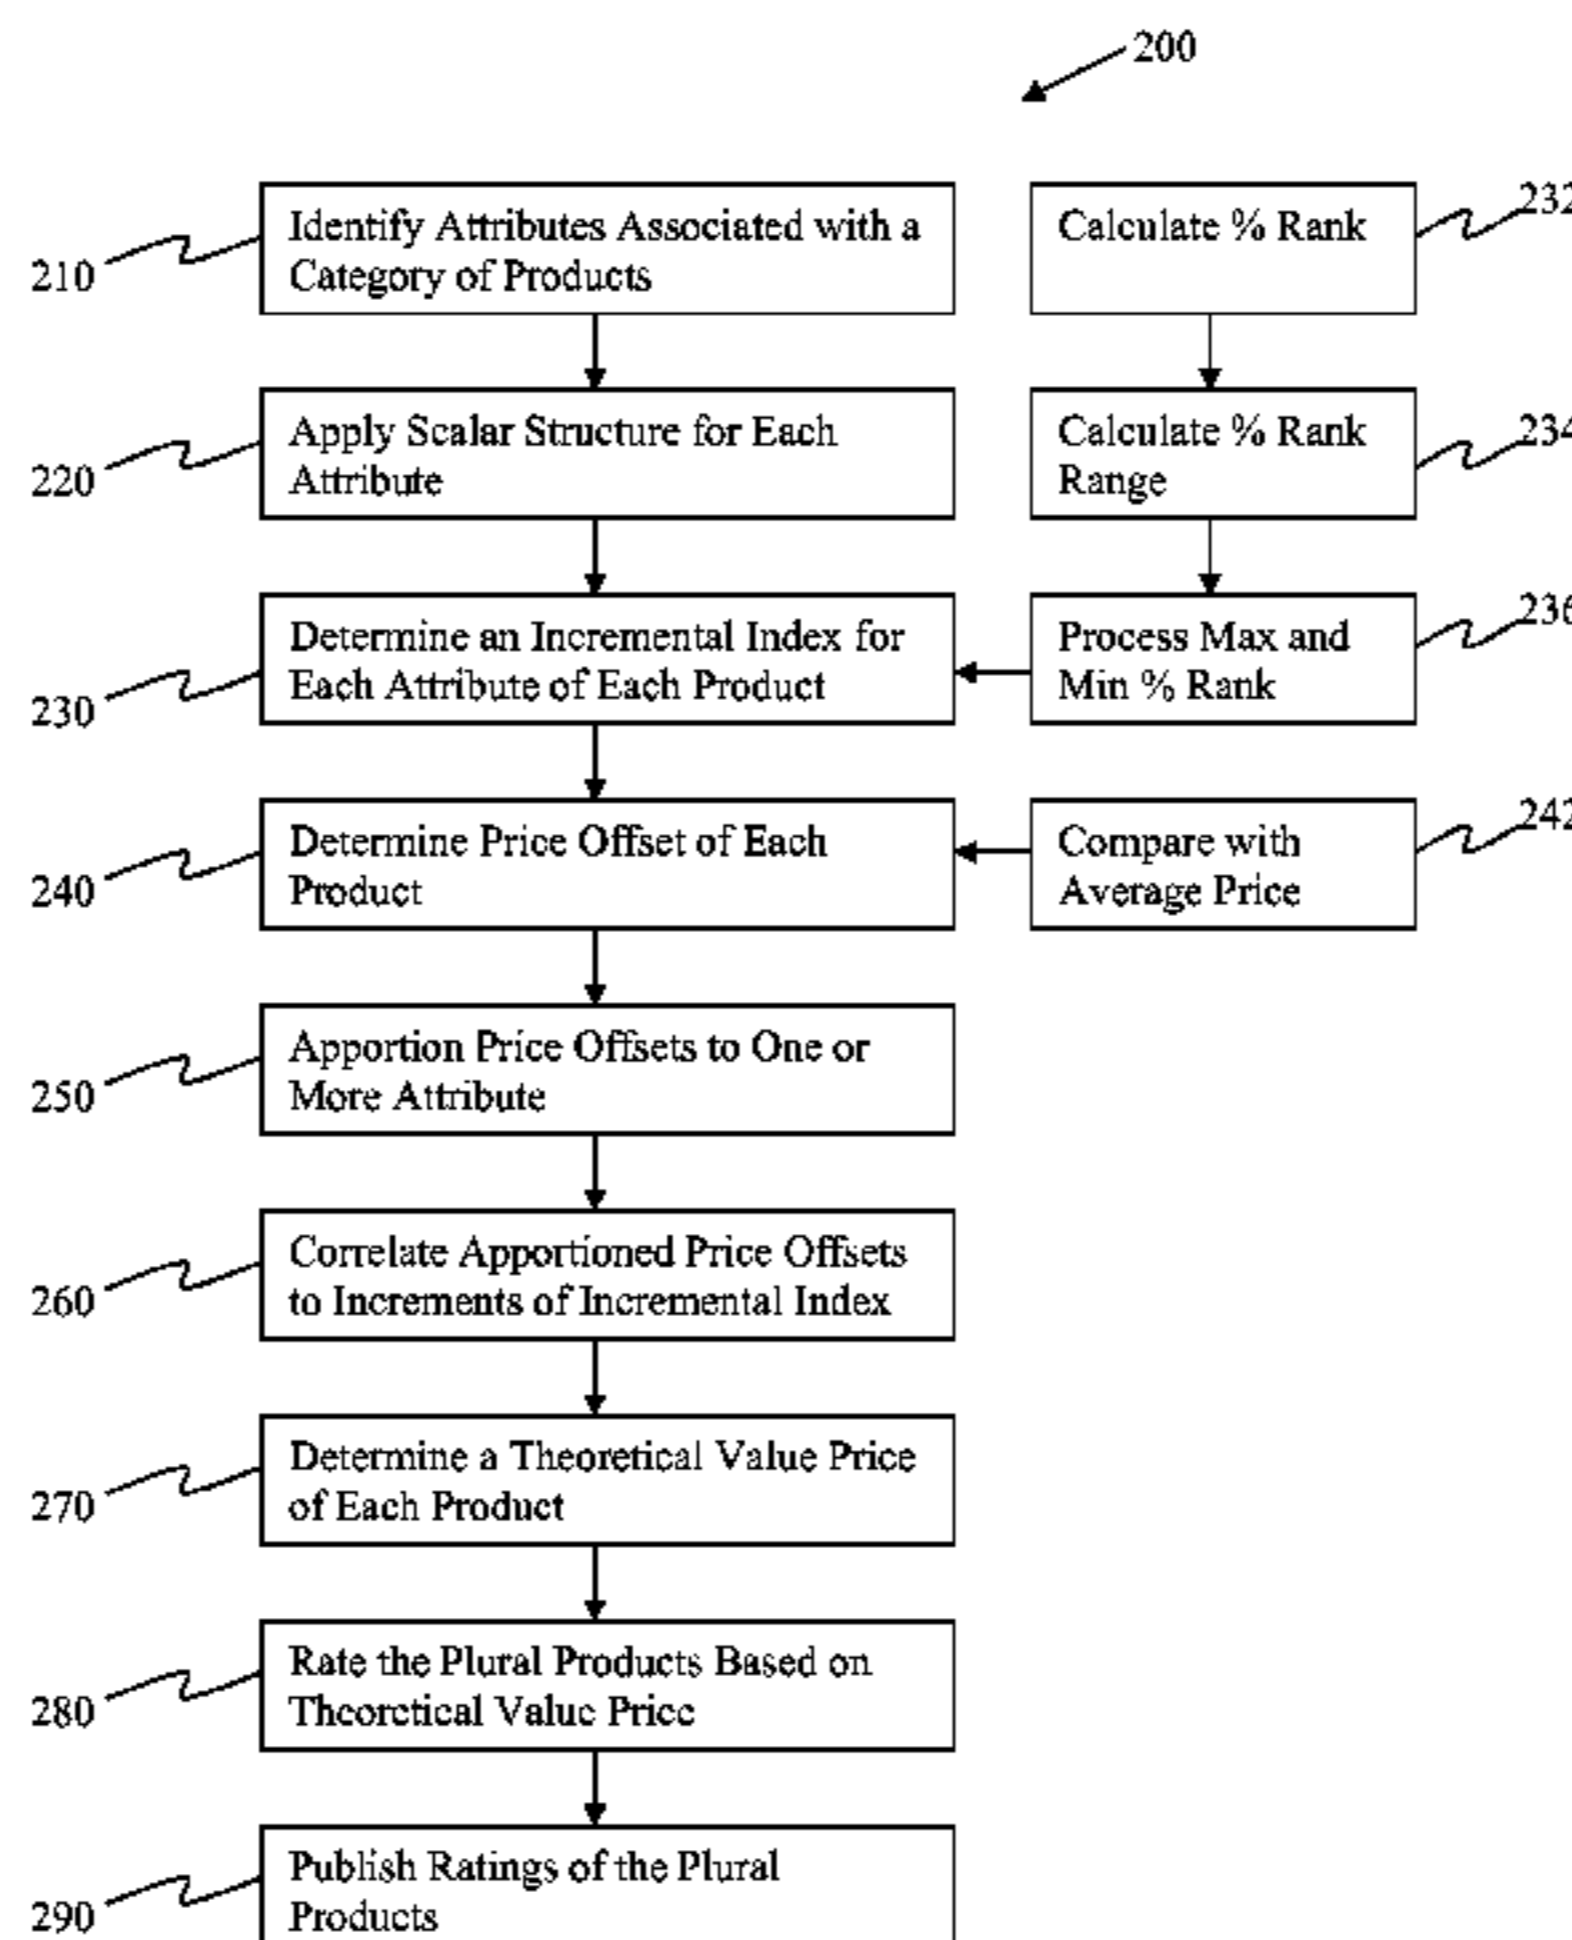 200
Identify Attributes Associated with a
Category of Products
210
Calculate % Rank
232
Apply Scalar Structure for Each
Attribute
220
Calculate % Rank
Range
234
Determine an Incremental Index for
Each Attribute of Each Product
230
Process Max and
Min % Rank
236
Determine Price Offset of Each
Product
240
Compare with
Average Price
242
Apportion Price Offsets to One or
More Attribute
250
Correlate Apportioned Price Offsets
to Increments of Incremental Index
260
Determine a Theoretical Value Price
of Each Product
270
Rate the Plural Products Based on
Theoretical Value Price
280
Publish Ratings of the Plural
Products
290